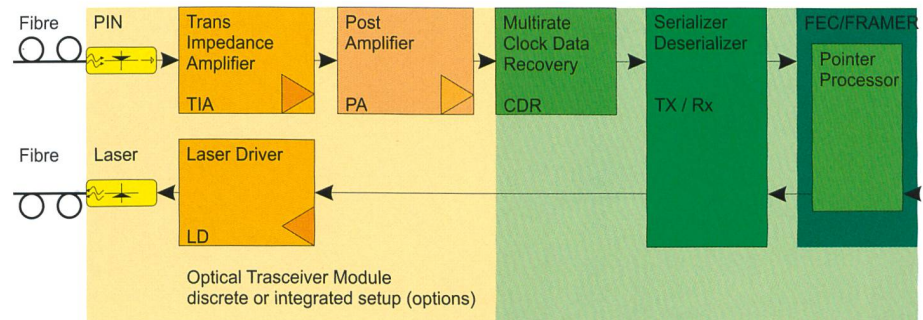 Fibre
PIN
Trans
Impedance
Amplifier
TIA
Post
Amplifier
PA
Multirate
Clock Data
Recovery
CDR
Serializer
Deserializer
TX / Rx
FEC/FRAMER
Pointer
Processor
Fibre
Laser
Laser Driver
LD
Optical Trasceiver Module
discrete or integrated setup (options)